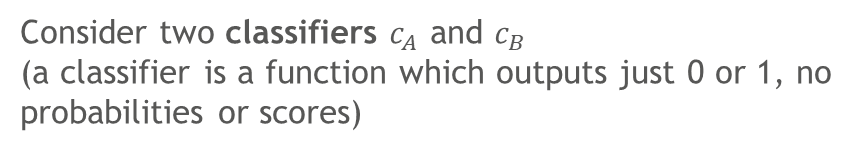 Consider two classifiers c_A and c_B
(a classifier is a function which outputs just 0 or 1, no
probabilities or scores)